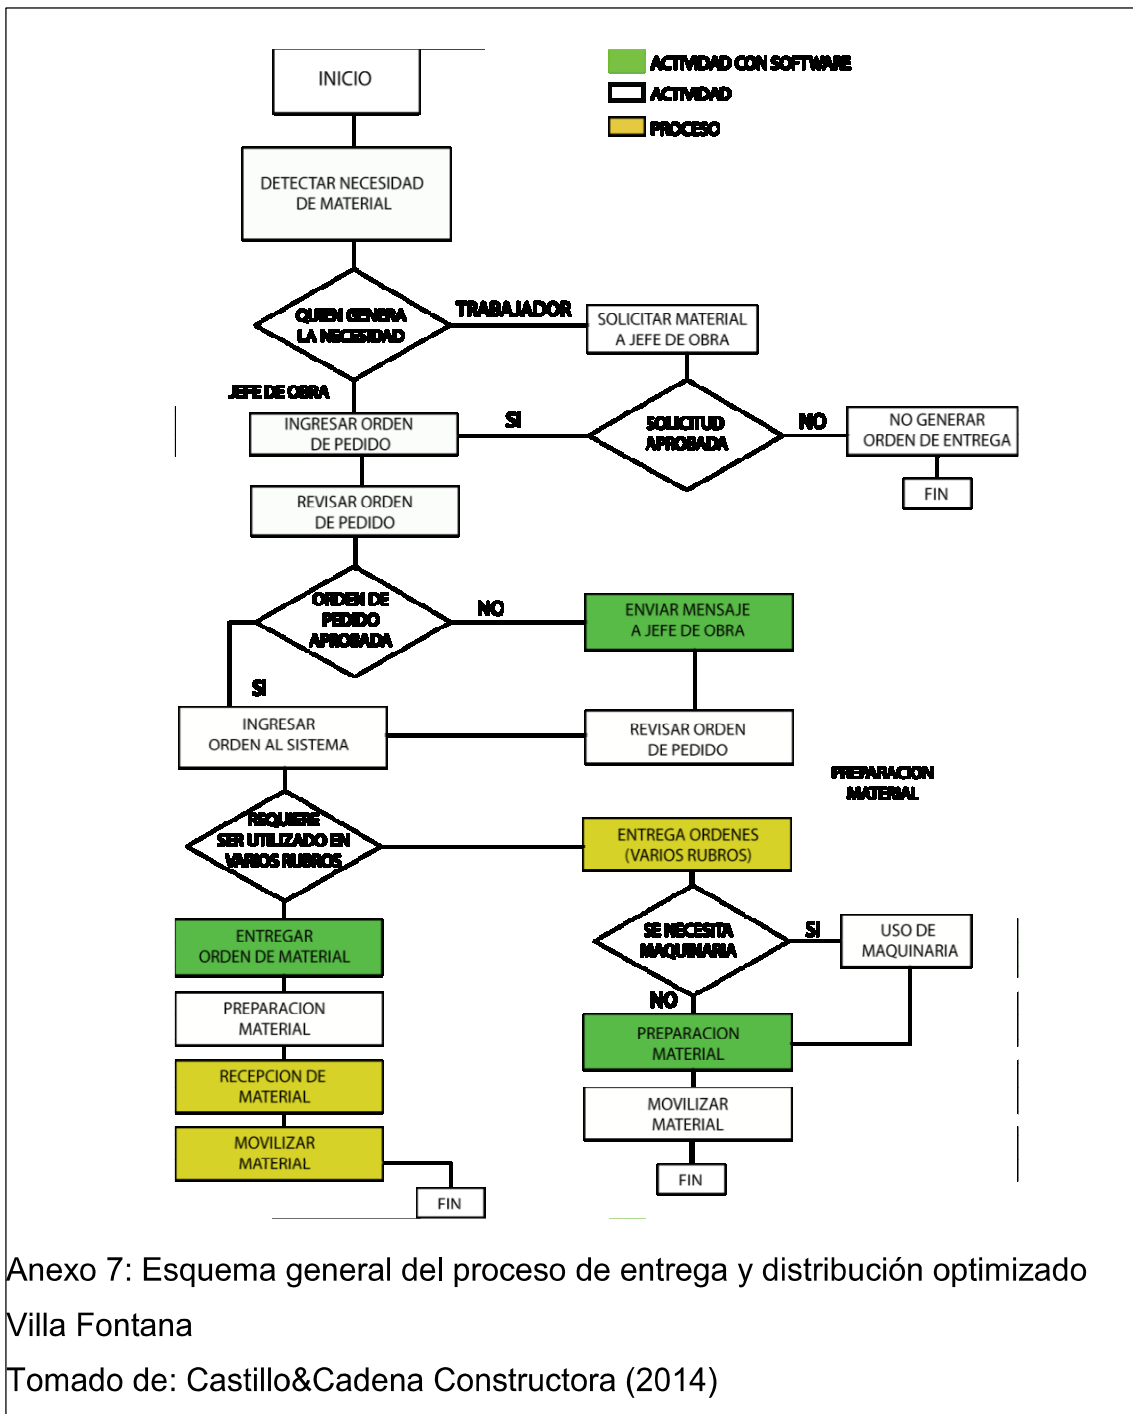 INICIO
ACTIVIDAD CON SOFTWARE
ACTIVIDAD
PROCESO
DETECTAR NECESIDAD
DE MATERIAL
QUIEN GENERA
LA NECESIDAD
TRABAJADOR
SOLICITAR MATERIAL
A JEFE DE OBRA
JEFE DE OBRA
INGRESAR ORDEN
DE PEDIDO
SI
SOLICITUD
APROBADA
NO
NO GENERAR
ORDEN DE ENTREGA
FIN
REVISAR ORDEN
DE PEDIDO
ORDEN DE
PEDIDO
APROBADA
NO
ENVIAR MENSAJE
A JEFE DE OBRA
SI
INGRESAR
ORDEN AL SISTEMA
REVISAR ORDEN
DE PEDIDO
PREPARACION
MATERIAL
REQUIERE
SER UTILIZADO EN
VARIOS RUBROS
ENTREGA ORDENES
(VARIOS RUBROS)
SE NECESITA
MAQUINARIA
SI
USO DE
MAQUINARIA
NO
ENTREGAR
ORDEN DE MATERIAL
PREPARACION
MATERIAL
RECEPCION DE
MATERIAL
MOVILIZAR
MATERIAL
FIN
PREPARACION
MATERIAL
MOVILIZAR
MATERIAL
FIN
Anexo 7: Esquema general del proceso de entrega y distribución optimizado
Villa Fontana
Tomado de: Castillo&Cadena Constructora (2014)